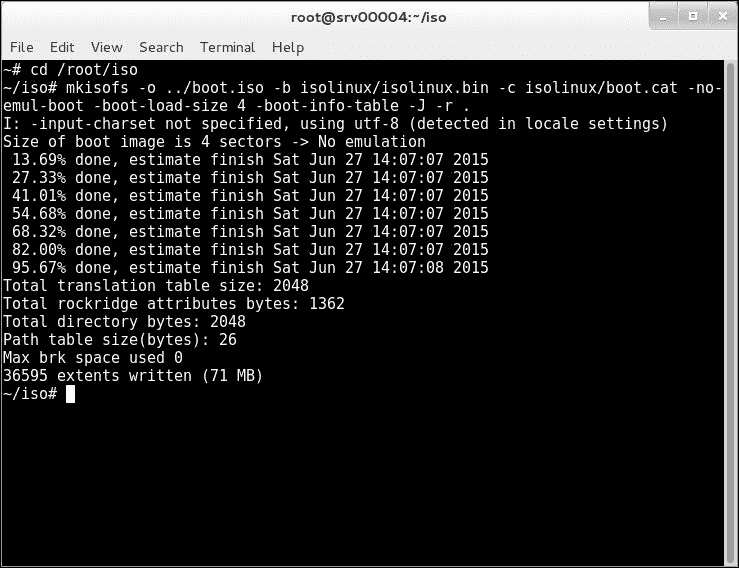 root@srv00004:~/iso
File Edit View Search Terminal Help
~# cd /root/iso
~/iso# mkisofs -o ../boot.iso -b isolinux/isolinux.bin -c isolinux/boot.cat -no-
emul-boot -boot-load-size 4 -boot-info-table -J -r .
I: -input-charset not specified, using utf-8 (detected in locale settings)
Size of boot image is 4 sectors -> No emulation
 13.69% done, estimate finish Sat Jun 27 14:07:07 2015
 27.33% done, estimate finish Sat Jun 27 14:07:07 2015
 41.01% done, estimate finish Sat Jun 27 14:07:07 2015
 54.68% done, estimate finish Sat Jun 27 14:07:07 2015
 68.32% done, estimate finish Sat Jun 27 14:07:07 2015
 82.00% done, estimate finish Sat Jun 27 14:07:07 2015
 95.67% done, estimate finish Sat Jun 27 14:07:08 2015
Total translation table size: 2048
Total rockridge attributes bytes: 1362
Total directory bytes: 2048
Path table size(bytes): 26
Max brk space used 0
36595 extents written (71 MB)
~/iso#